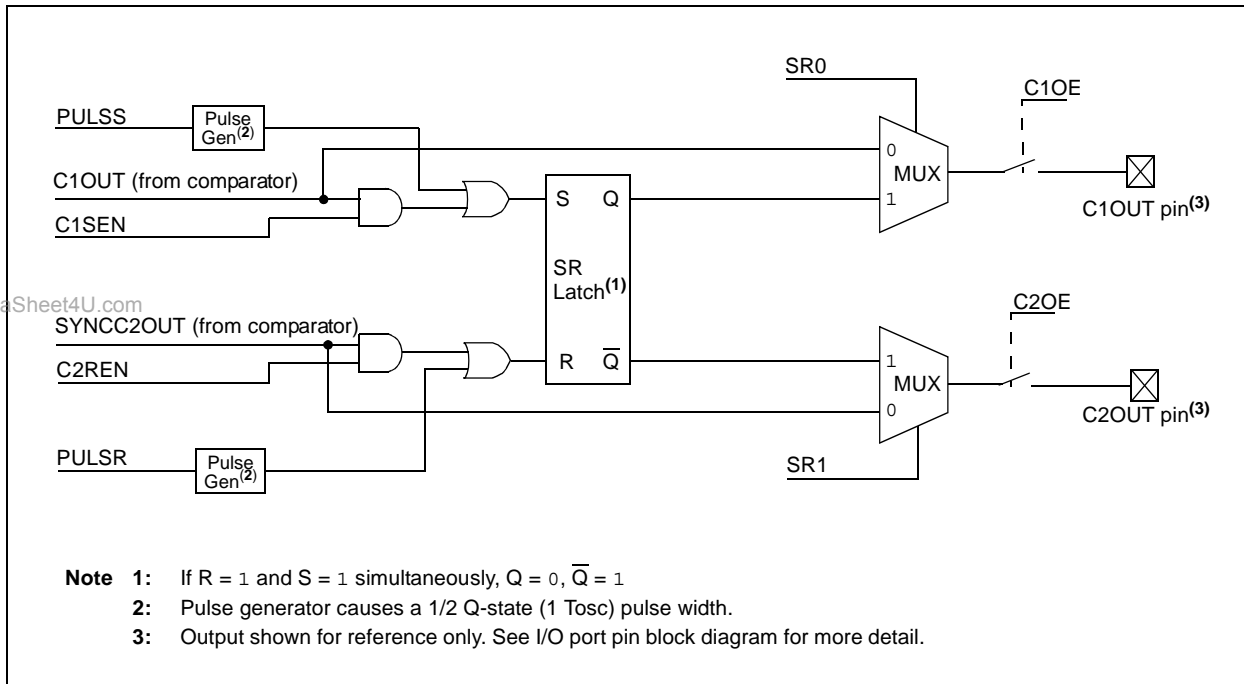 SR0
C1OE
PULSS
Pulse
Gen(2)
0
MUX
1
C1OUT (from comparator)
C1OUT pin(3)
C1SEN
S Q
SR
Latch(1)
R Q̅
aSheet4U.com
C2OE
SYNCC2OUT (from comparator)
C2REN
1
MUX
0
C2OUT pin(3)
PULSR
Pulse
Gen(2)
SR1
Note 1: If R = 1 and S = 1 simultaneously, Q = 0, Q̅ = 1
2: Pulse generator causes a 1/2 Q-state (1 Tosc) pulse width.
3: Output shown for reference only. See I/O port pin block diagram for more detail.